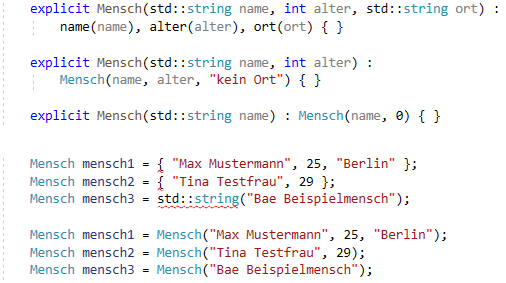 explicit Mensch(std::string name, int alter, std::string ort) :
name(name), alter(alter), ort(ort) { }
explicit Mensch(std::string name, int alter) :
Mensch(name, alter, "kein Ort") { }
explicit Mensch(std::string name) : Mensch(name, 0) { }
Mensch mensch1 = { "Max Mustermann", 25, "Berlin" };
Mensch mensch2 = { "Tina Testfrau", 29 };
Mensch mensch3 = std::string("Bae Beispielmensch");
Mensch mensch1 = Mensch("Max Mustermann", 25, "Berlin");
Mensch mensch2 = Mensch("Tina Testfrau", 29);
Mensch mensch3 = Mensch("Bae Beispielmensch");